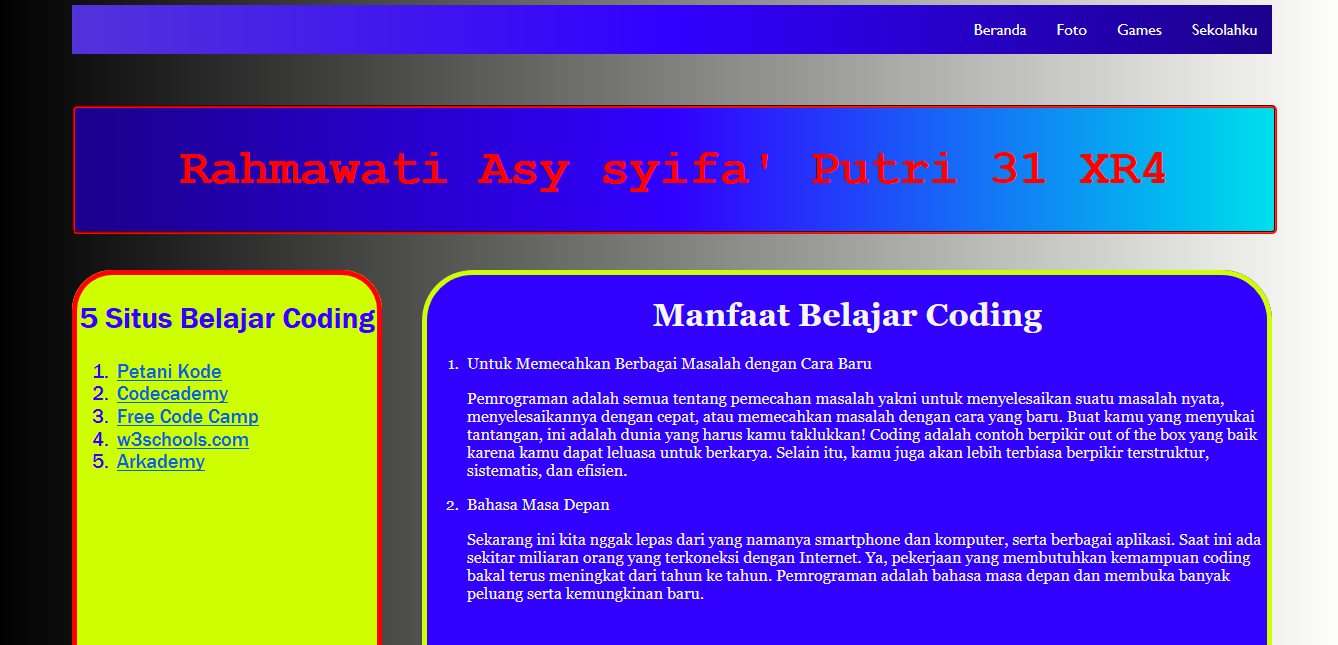 Beranda Foto Games Sekolahku
Rahmawati Asy syifa' Putri 31 XR4
5 Situs Belajar Coding
1. Petani Kode
2. Codecademy
3. Free Code Camp
4. w3schools.com
5. Arkademy
Manfaat Belajar Coding
1. Untuk Memecahkan Berbagai Masalah dengan Cara Baru
Pemrograman adalah semua tentang pemecahan masalah yakni untuk menyelesaikan suatu masalah nyata,
menyelesaikannya dengan cepat, atau memecahkan masalah dengan cara yang baru. Buat kamu yang menyukai
tantangan, ini adalah dunia yang harus kamu taklukkan! Coding adalah contoh berpikir out of the box yang baik
karena kamu dapat leluasa untuk berkarya. Selain itu, kamu juga akan lebih terbiasa berpikir terstruktur,
sistematis, dan efisien.
2. Bahasa Masa Depan
Sekarang ini kita nggak lepas dari yang namanya smartphone dan komputer, serta berbagai aplikasi. Saat ini ada
sekitar miliaran orang yang terkoneksi dengan Internet. Ya, pekerjaan yang membutuhkan kemampuan coding
bakal terus meningkat dari tahun ke tahun. Pemrograman adalah bahasa masa depan dan membuka banyak
peluang serta kemungkinan baru.